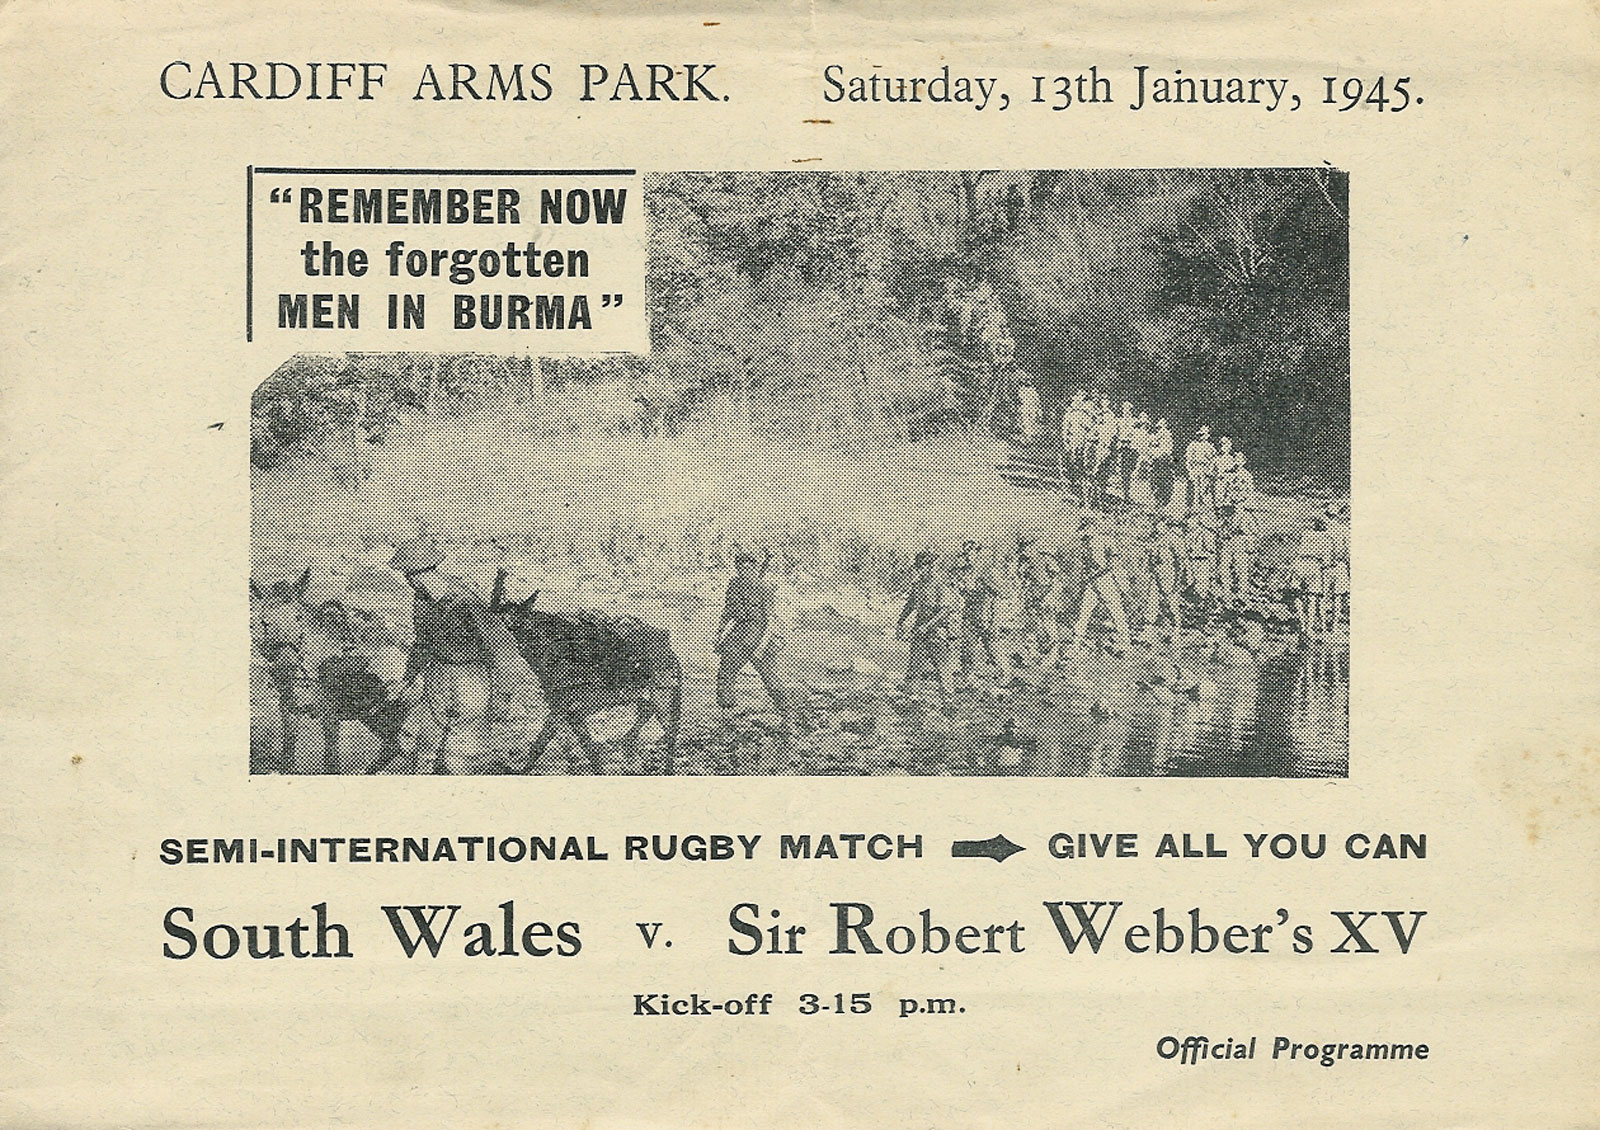 CARDIFF ARMS PARK. Saturday, 13th January, 1945.
"REMEMBER NOW
the forgotten
MEN IN BURMA"
SEMI-INTERNATIONAL RUGBY MATCH GIVE ALL YOU CAN
South Wales v. Sir Robert Webber's XV
Kick-off 3-15 p.m.
Official Programme